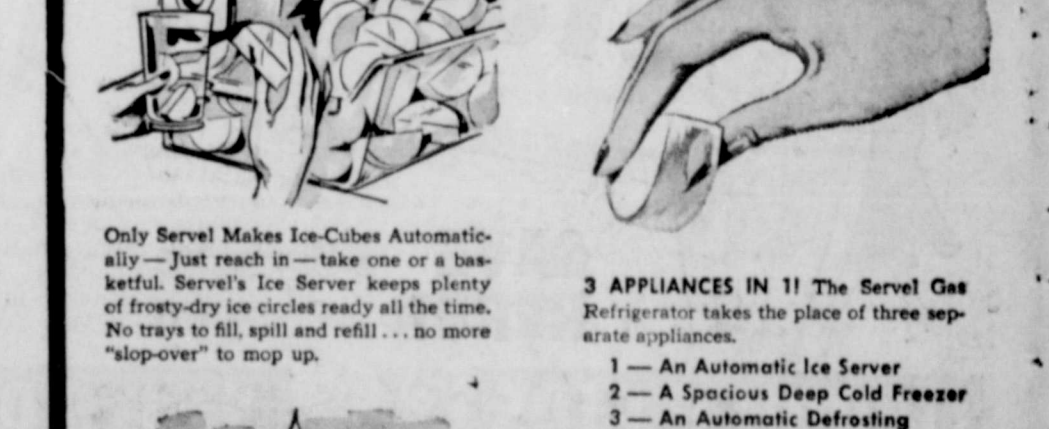 Only Servel Makes Ice-Cubes Automatic-
ally — Just reach in — take one or a bas-
ketful. Servel's Ice Server keeps plenty
of frosty-dry ice circles ready all the time.
No trays to fill, spill and refill . . . no more
"slop-over" to mop up.
3 APPLIANCES IN 1! The Servel Gas
Refrigerator takes the place of three sep-
arate appliances.
1 — An Automatic Ice Server
2 — A Spacious Deep Cold Freezer
3 — An Automatic Defrosting